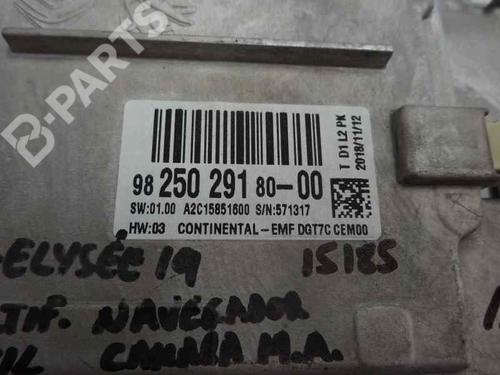 B-PARTS
T D1 L2 PK
2018/11/12
98 250 291 80-00
SW:01.00 A2C15851600 S/N:571317
HW:03 CONTINENTAL-EMF DGT7C CEM00
ELYSÉE 19 15185
NAVEGADOR
CAMARA M.A.